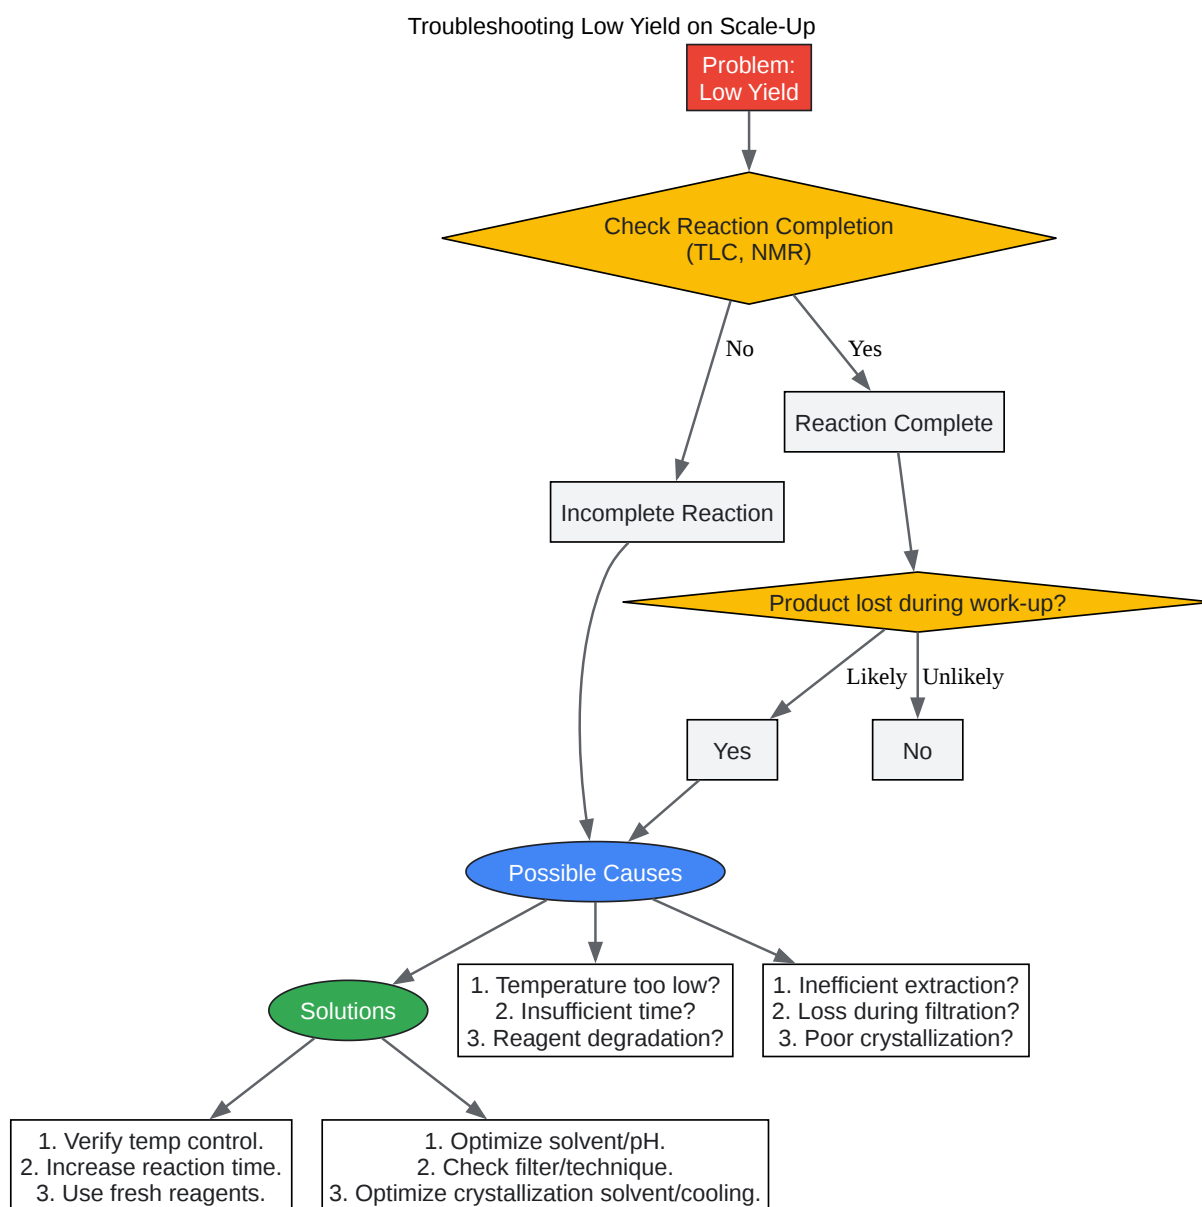 Troubleshooting Low Yield on Scale-Up
Problem:
Low Yield
Check Reaction Completion
(TLC, NMR)
No
Yes
Reaction Complete
Incomplete Reaction
Product lost during work-up?
Likely
Unlikely
Yes
No
Possible Causes
Solutions
1. Temperature too low?
2. Insufficient time?
3. Reagent degradation?
1. Inefficient extraction?
2. Loss during filtration?
3. Poor crystallization?
1. Verify temp control.
2. Increase reaction time.
3. Use fresh reagents.
1. Optimize solvent/pH.
2. Check filter/technique.
3. Optimize crystallization solvent/cooling.